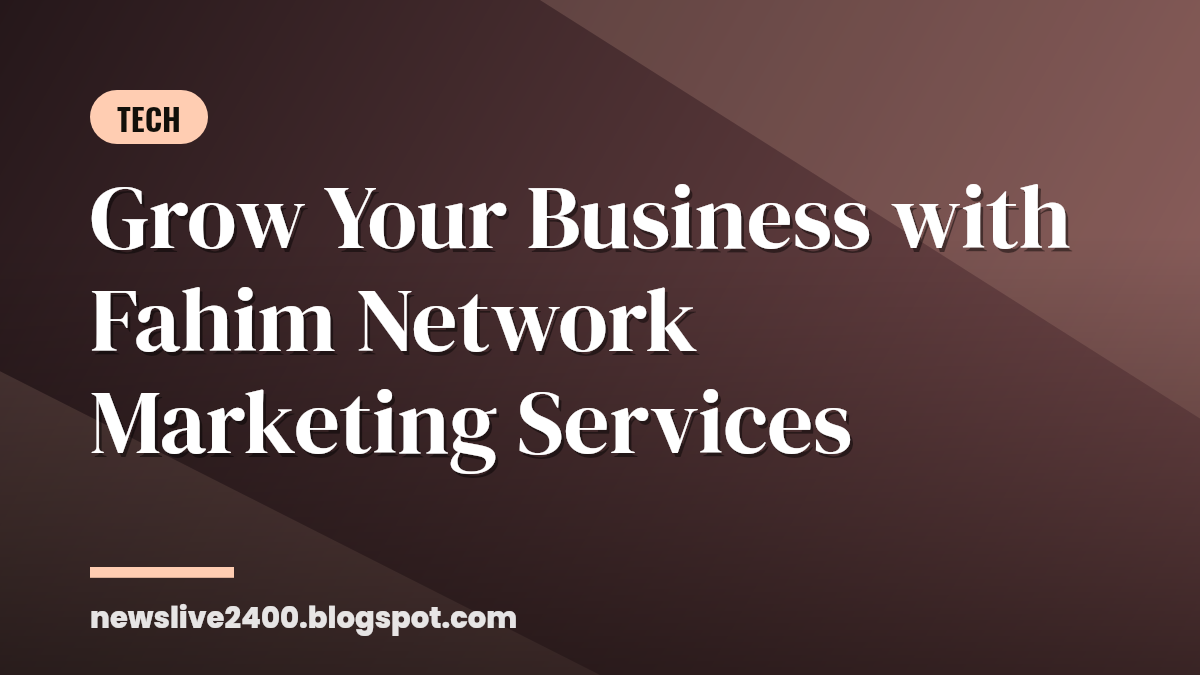 TECH
Grow Your Business with
Fahim Network
Marketing Services
newslive2400.blogspot.com